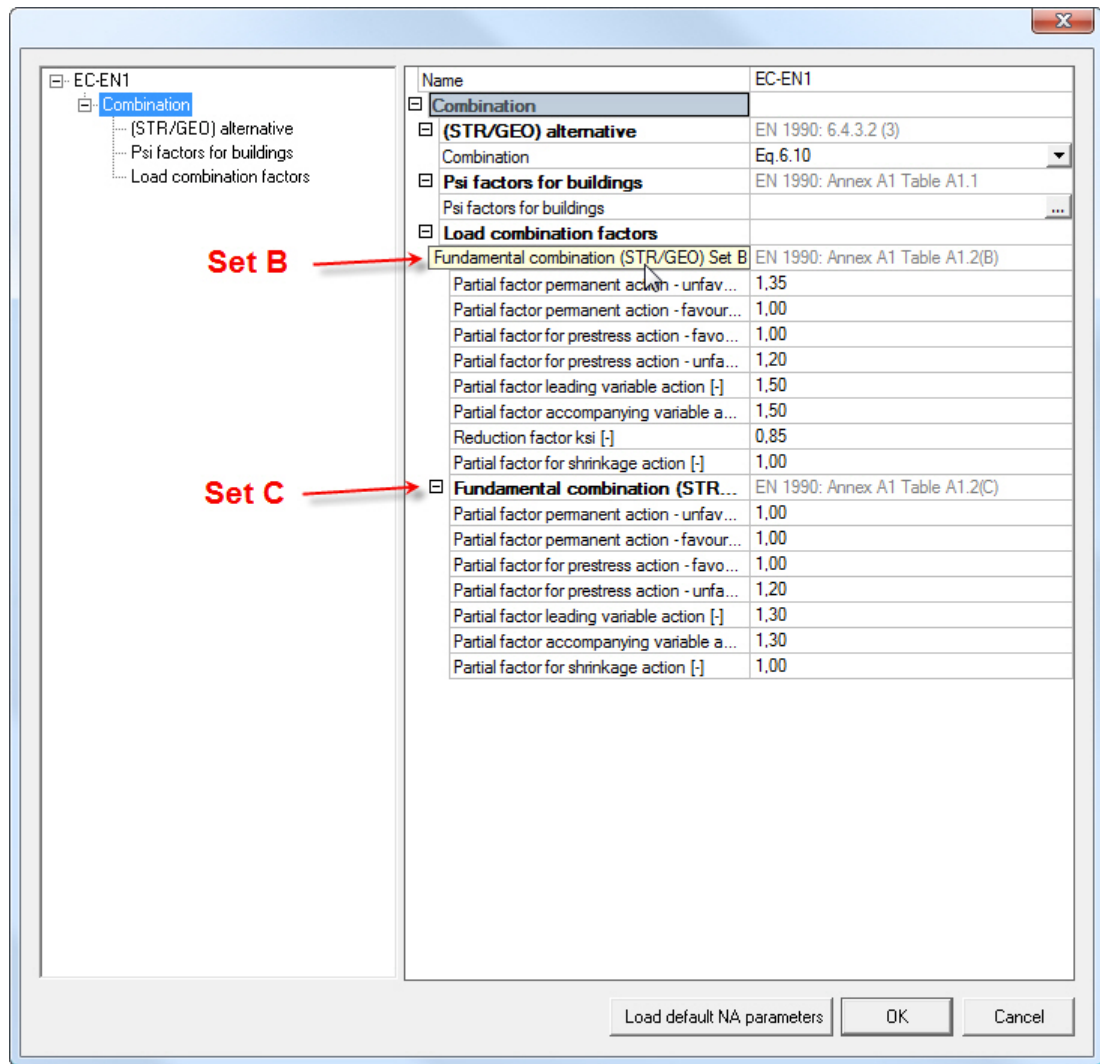 EC-EN1
Combination
(STR/GEO) alternative
Psi factors for buildings
Load combination factors
Name EC-EN1
Combination
(STR/GEO) alternative EN 1990: 6.4.3.2 (3)
Combination Eq.6.10
Psi factors for buildings EN 1990: Annex A1 Table A1.1
Psi factors for buildings ...
Load combination factors
Set B Fundamental combination (STR/GEO) Set B EN 1990: Annex A1 Table A1.2(B)
Partial factor permanent action - unfav... 1,35
Partial factor permanent action - favour... 1,00
Partial factor for prestress action - favo... 1,00
Partial factor for prestress action - unfa... 1,20
Partial factor leading variable action [-] 1,50
Partial factor accompanying variable a... 1,50
Reduction factor ksi [-] 0,85
Partial factor for shrinkage action [-] 1,00
Set C Fundamental combination (STR... EN 1990: Annex A1 Table A1.2(C)
Partial factor permanent action - unfav... 1,00
Partial factor permanent action - favour... 1,00
Partial factor for prestress action - favo... 1,00
Partial factor for prestress action - unfa... 1,20
Partial factor leading variable action [-] 1,30
Partial factor accompanying variable a... 1,30
Partial factor for shrinkage action [-] 1,00
Load default NA parameters OK Cancel